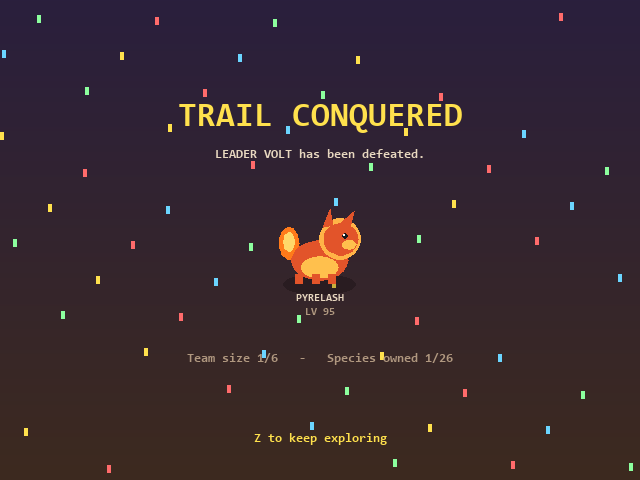 TRAIL CONQUERED
LEADER VOLT has been defeated.
PYRELASH
LV 95
Team size 1/6 - Species owned 1/26
Z to keep exploring